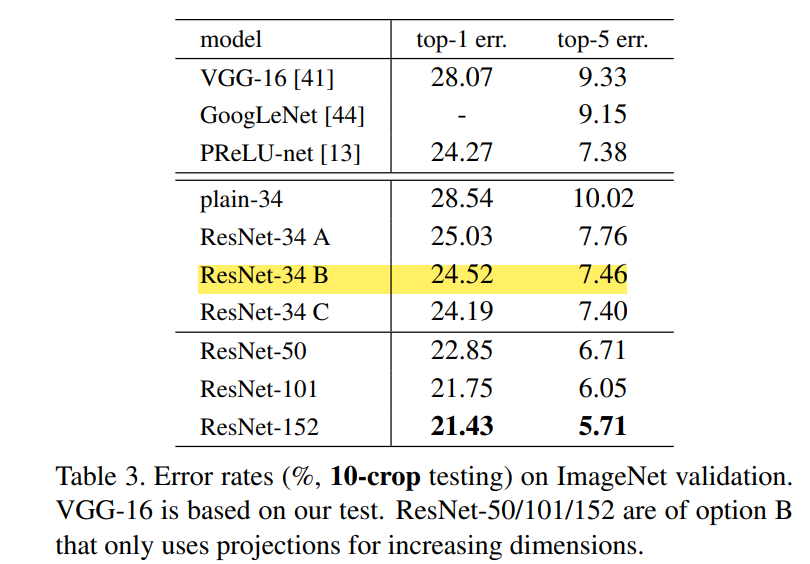 model top-1 err. top-5 err.
VGG-16 [41] 28.07 9.33
GoogLeNet [44] - 9.15
PReLU-net [13] 24.27 7.38
plain-34 28.54 10.02
ResNet-34 A 25.03 7.76
ResNet-34 B 24.52 7.46
ResNet-34 C 24.19 7.40
ResNet-50 22.85 6.71
ResNet-101 21.75 6.05
ResNet-152 21.43 5.71
Table 3. Error rates (%, 10-crop testing) on ImageNet validation.
VGG-16 is based on our test. ResNet-50/101/152 are of option B
that only uses projections for increasing dimensions.